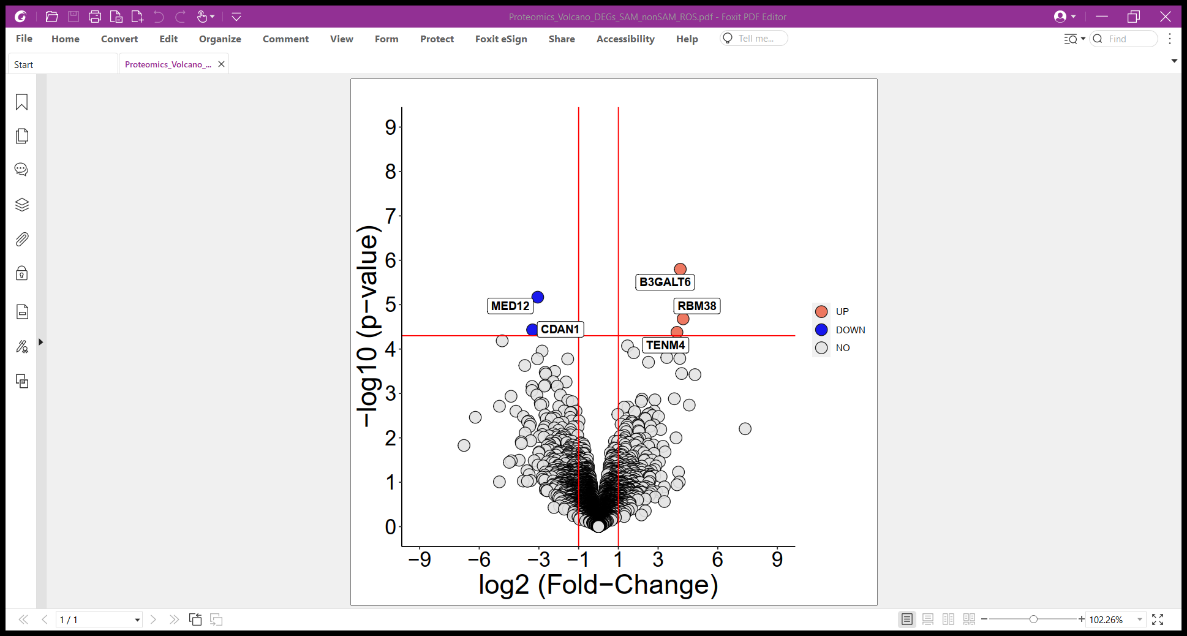 Proteomics_Volcano_DEGs_SAM_nonSAM_ROS.pdf - Foxit PDF Editor
File Home Convert Edit Organize Comment View Form Protect Foxit eSign Share Accessibility Help Tell me... Find
Start Proteomics_Volcano_...
9
8
7
6
5
4
3
2
1
0
−log10 (p−value)
B3GALT6
MED12
RBM38
CDAN1
TENM4
UP
DOWN
NO
−9 −6 −3 −1 1 3 6 9
log2 (Fold−Change)
1 / 1 102.26%